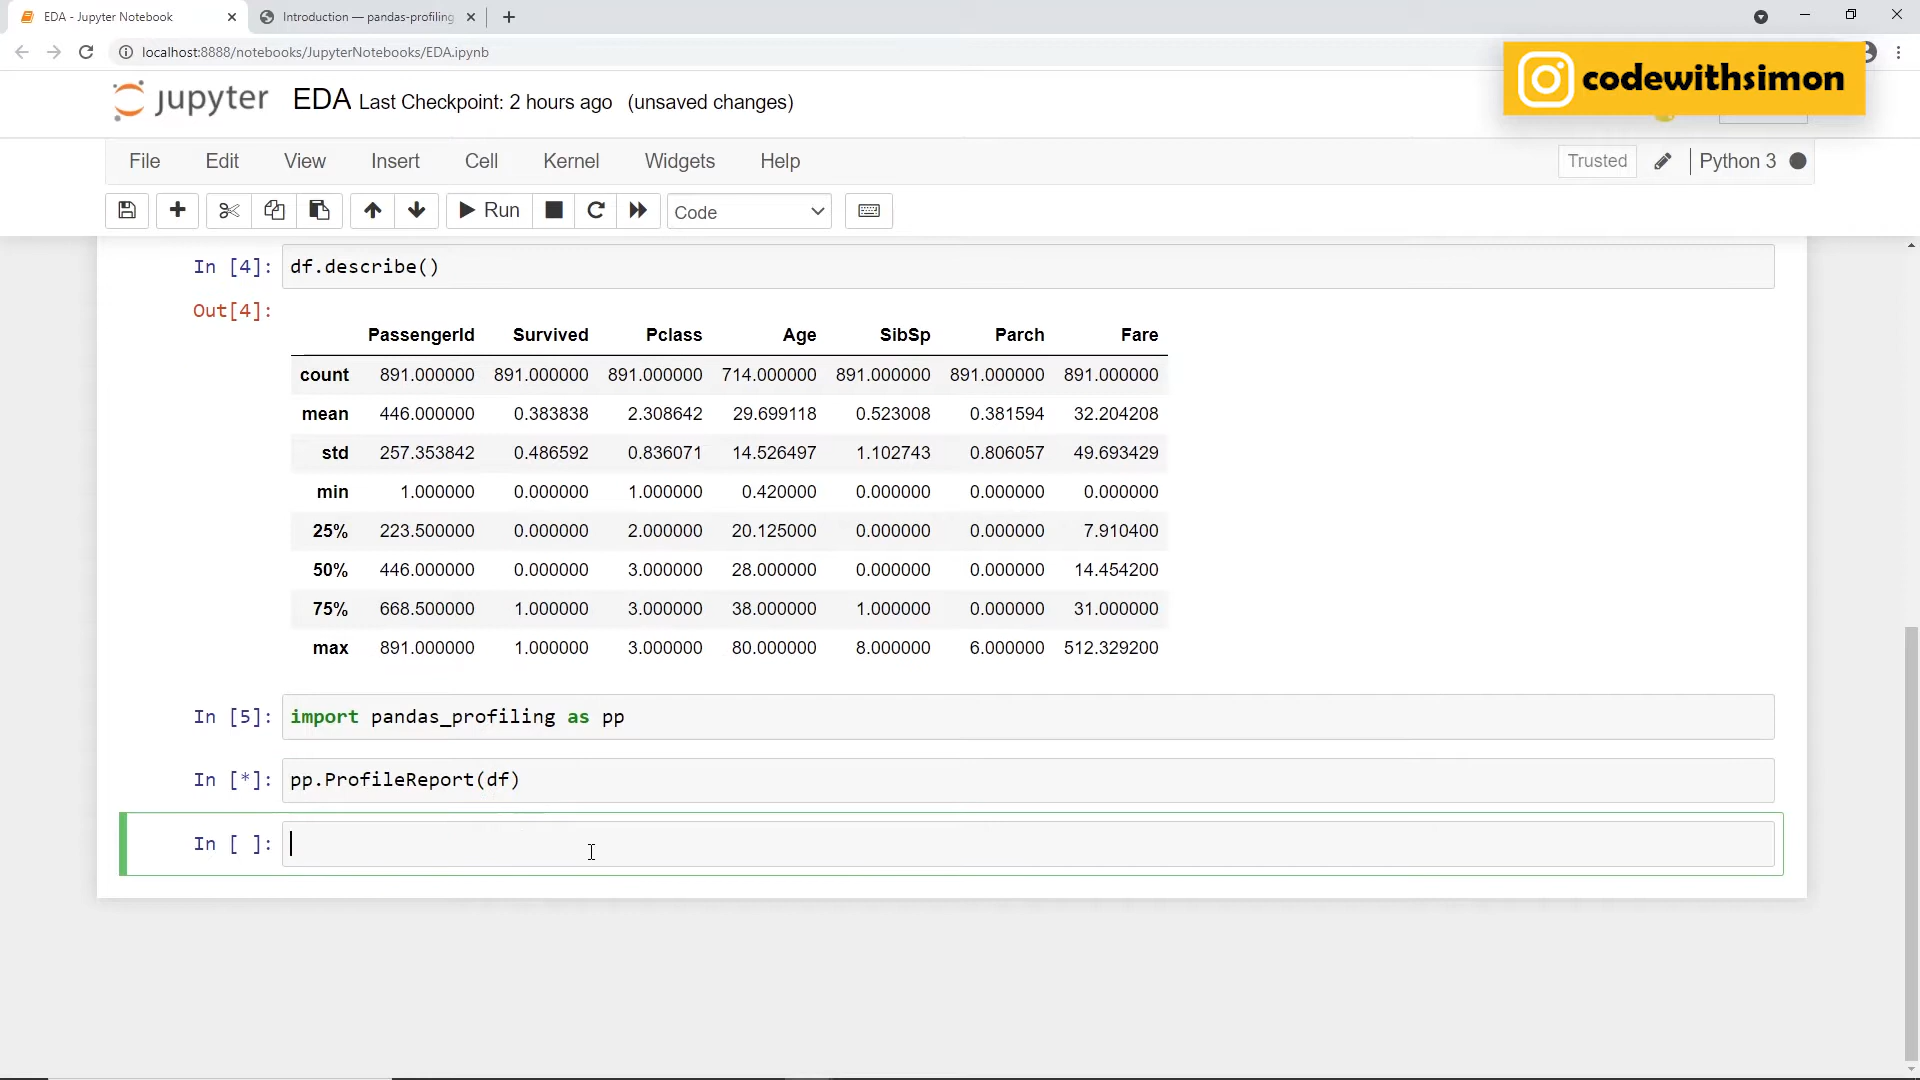 EDA - Jupyter Notebook
Introduction — pandas-profiling
localhost:8888/notebooks/JupyterNotebooks/EDA.ipynb
codewithsimon
jupyter EDA Last Checkpoint: 2 hours ago (unsaved changes)
File Edit View Insert Cell Kernel Widgets Help Trusted Python 3
Run Code
In [4]: df.describe()
Out[4]:
PassengerId Survived Pclass Age SibSp Parch Fare
count 891.000000 891.000000 891.000000 714.000000 891.000000 891.000000 891.000000
mean 446.000000 0.383838 2.308642 29.699118 0.523008 0.381594 32.204208
std 257.353842 0.486592 0.836071 14.526497 1.102743 0.806057 49.693429
min 1.000000 0.000000 1.000000 0.420000 0.000000 0.000000 0.000000
25% 223.500000 0.000000 2.000000 20.125000 0.000000 0.000000 7.910400
50% 446.000000 0.000000 3.000000 28.000000 0.000000 0.000000 14.454200
75% 668.500000 1.000000 3.000000 38.000000 1.000000 0.000000 31.000000
max 891.000000 1.000000 3.000000 80.000000 8.000000 6.000000 512.329200
In [5]: import pandas_profiling as pp
In [*]: pp.ProfileReport(df)
In [ ]: